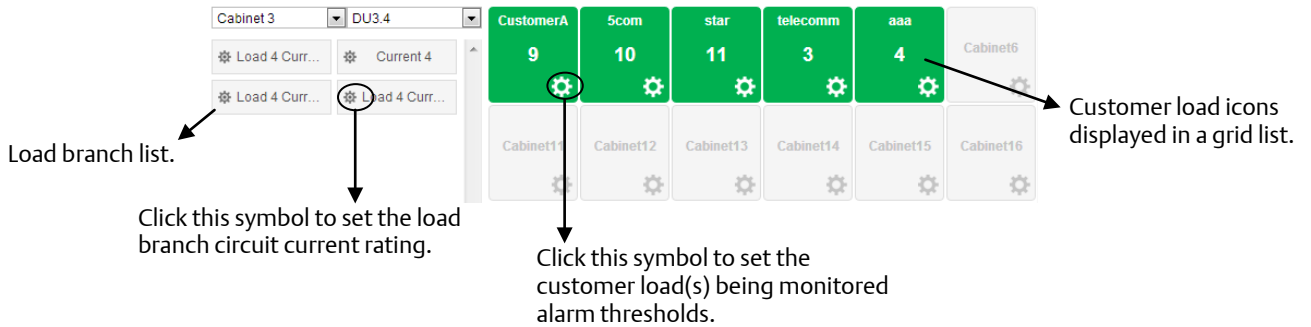 Cabinet 3
DU3.4
Load 4 Curr...
Current 4
Load 4 Curr...
Load 4 Curr...
CustomerA
9
5com
10
star
11
telecomm
3
aaa
4
Cabinet6
Cabinet11
Cabinet12
Cabinet13
Cabinet14
Cabinet15
Cabinet16
Load branch list.
Click this symbol to set the load
branch circuit current rating.
Click this symbol to set the
customer load(s) being monitored
alarm thresholds.
Customer load icons
displayed in a grid list.